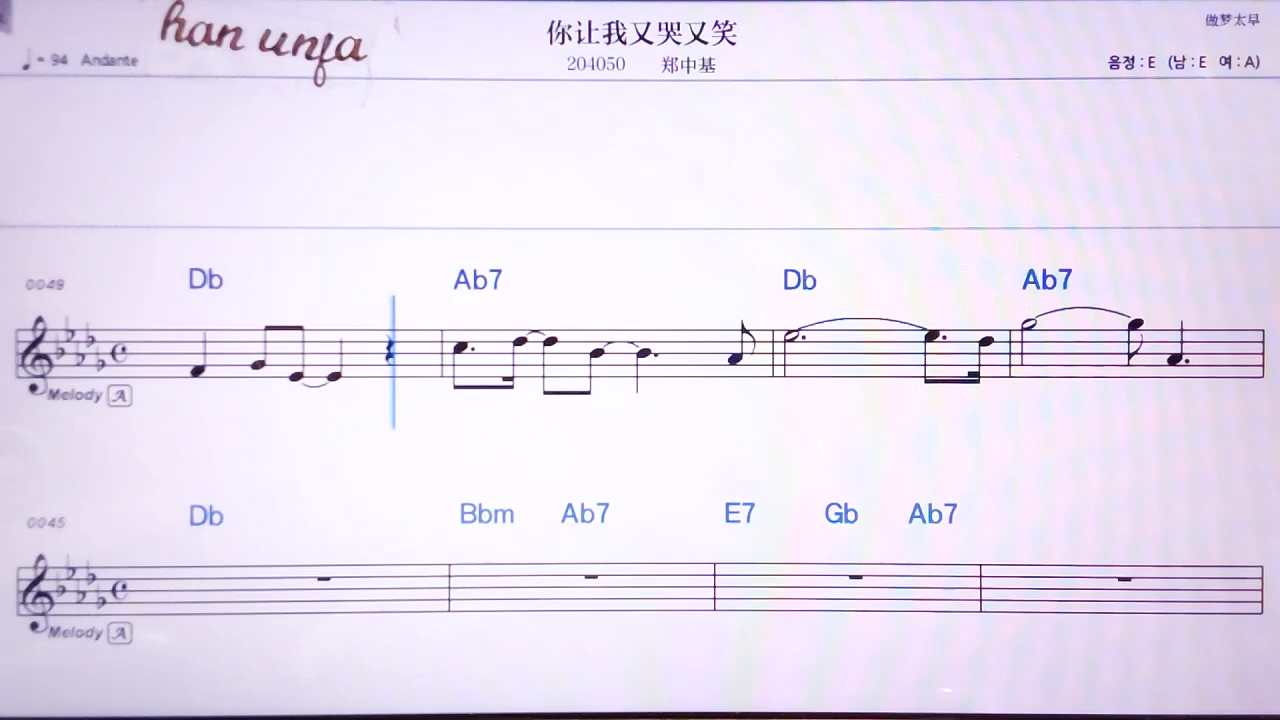 han unja
你让我又哭又笑
做梦太早
♩= 94 Andante
204050 郑中基
음정 : E (남 : E 여 : A)
0049 Db Ab7 Db Ab7
Melody A
0045 Db Bbm Ab7 E7 Gb Ab7
Melody A